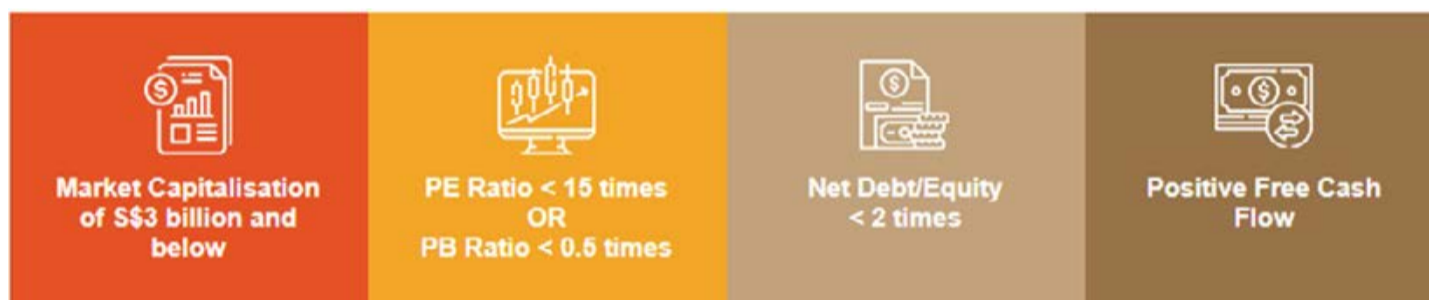 Market Capitalisation
of S$3 billion and
below
PE Ratio < 15 times
OR
PB Ratio < 0.5 times
Net Debt/Equity
< 2 times
Positive Free Cash
Flow